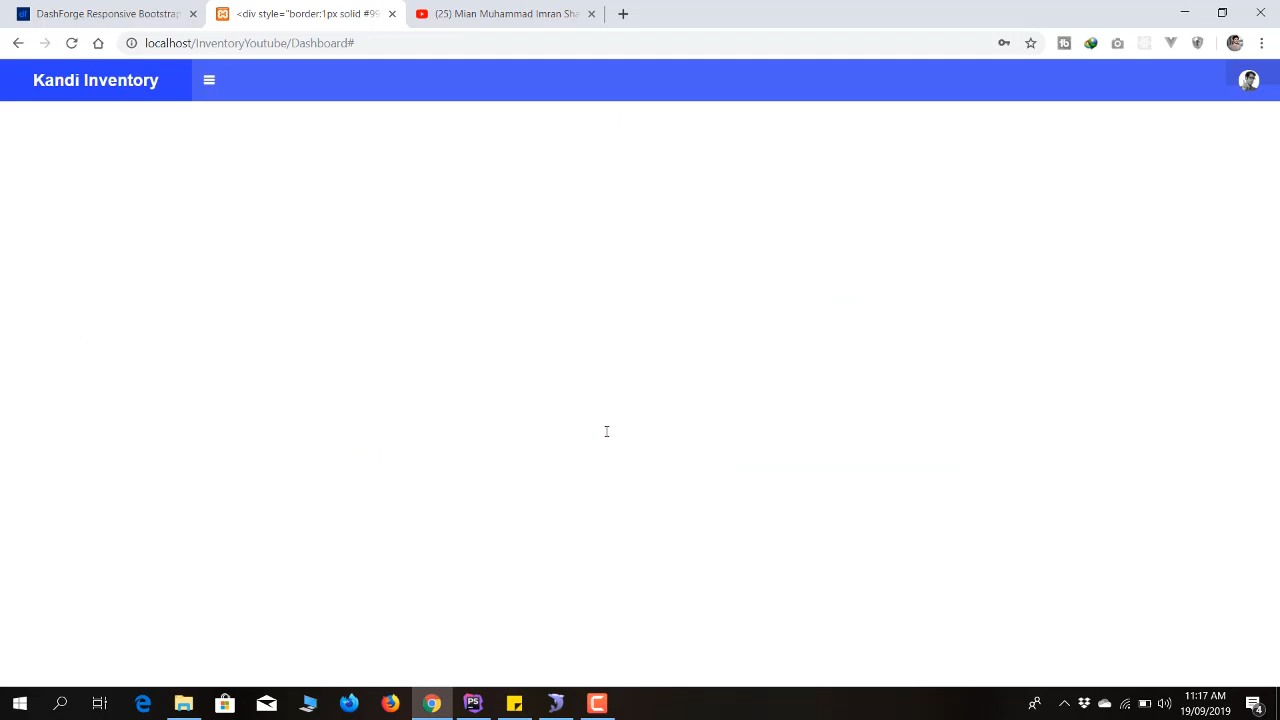 DashForge Responsive Bootstrap
<div style="border:1px solid #99
(25) Mian Muhammad Imran Sha
localhost/InventoryYoutube/Dashboard#
Kandi Inventory
11:17 AM
19/09/2019